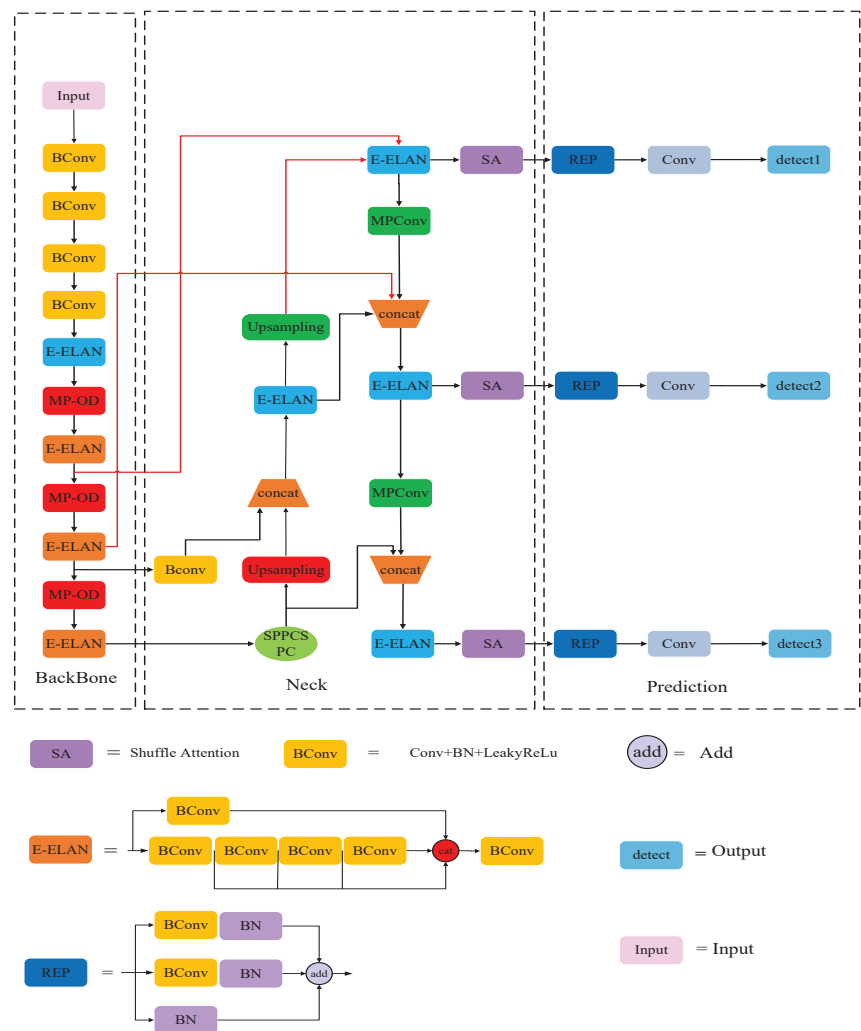 Input
BConv
BConv
BConv
BConv
E-ELAN
MP-OD
E-ELAN
MP-OD
E-ELAN
MP-OD
E-ELAN
BackBone
E-ELAN
SA
MPConv
concat
Upsampling
E-ELAN
E-ELAN
SA
concat
MPConv
Bconv
Upsampling
concat
SPPCS
PC
E-ELAN
SA
Neck
REP
Conv
detect1
REP
Conv
detect2
REP
Conv
detect3
Prediction
SA = Shuffle Attention
BConv = Conv+BN+LeakyReLu
add = Add
E-ELAN =
BConv
BConv BConv BConv BConv cat BConv
detect = Output
REP =
BConv BN
BConv BN add
BN
Input = Input